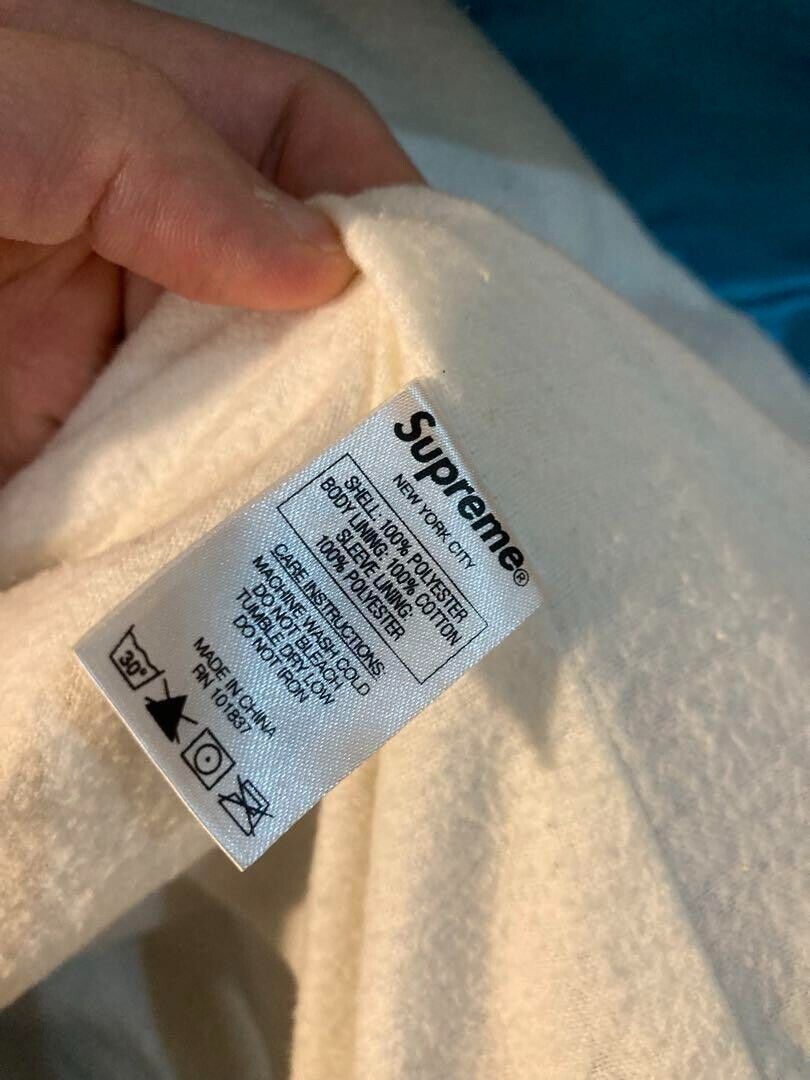 Supreme®
NEW YORK CITY
SHELL: 100% POLYESTER
BODY LINING: 100% COTTON
SLEEVE LINING:
100% POLYESTER
CARE INSTRUCTIONS:
MACHINE WASH COLD
DO NOT BLEACH
TUMBLE DRY LOW
DO NOT IRON
MADE IN CHINA
RN 101837
30°